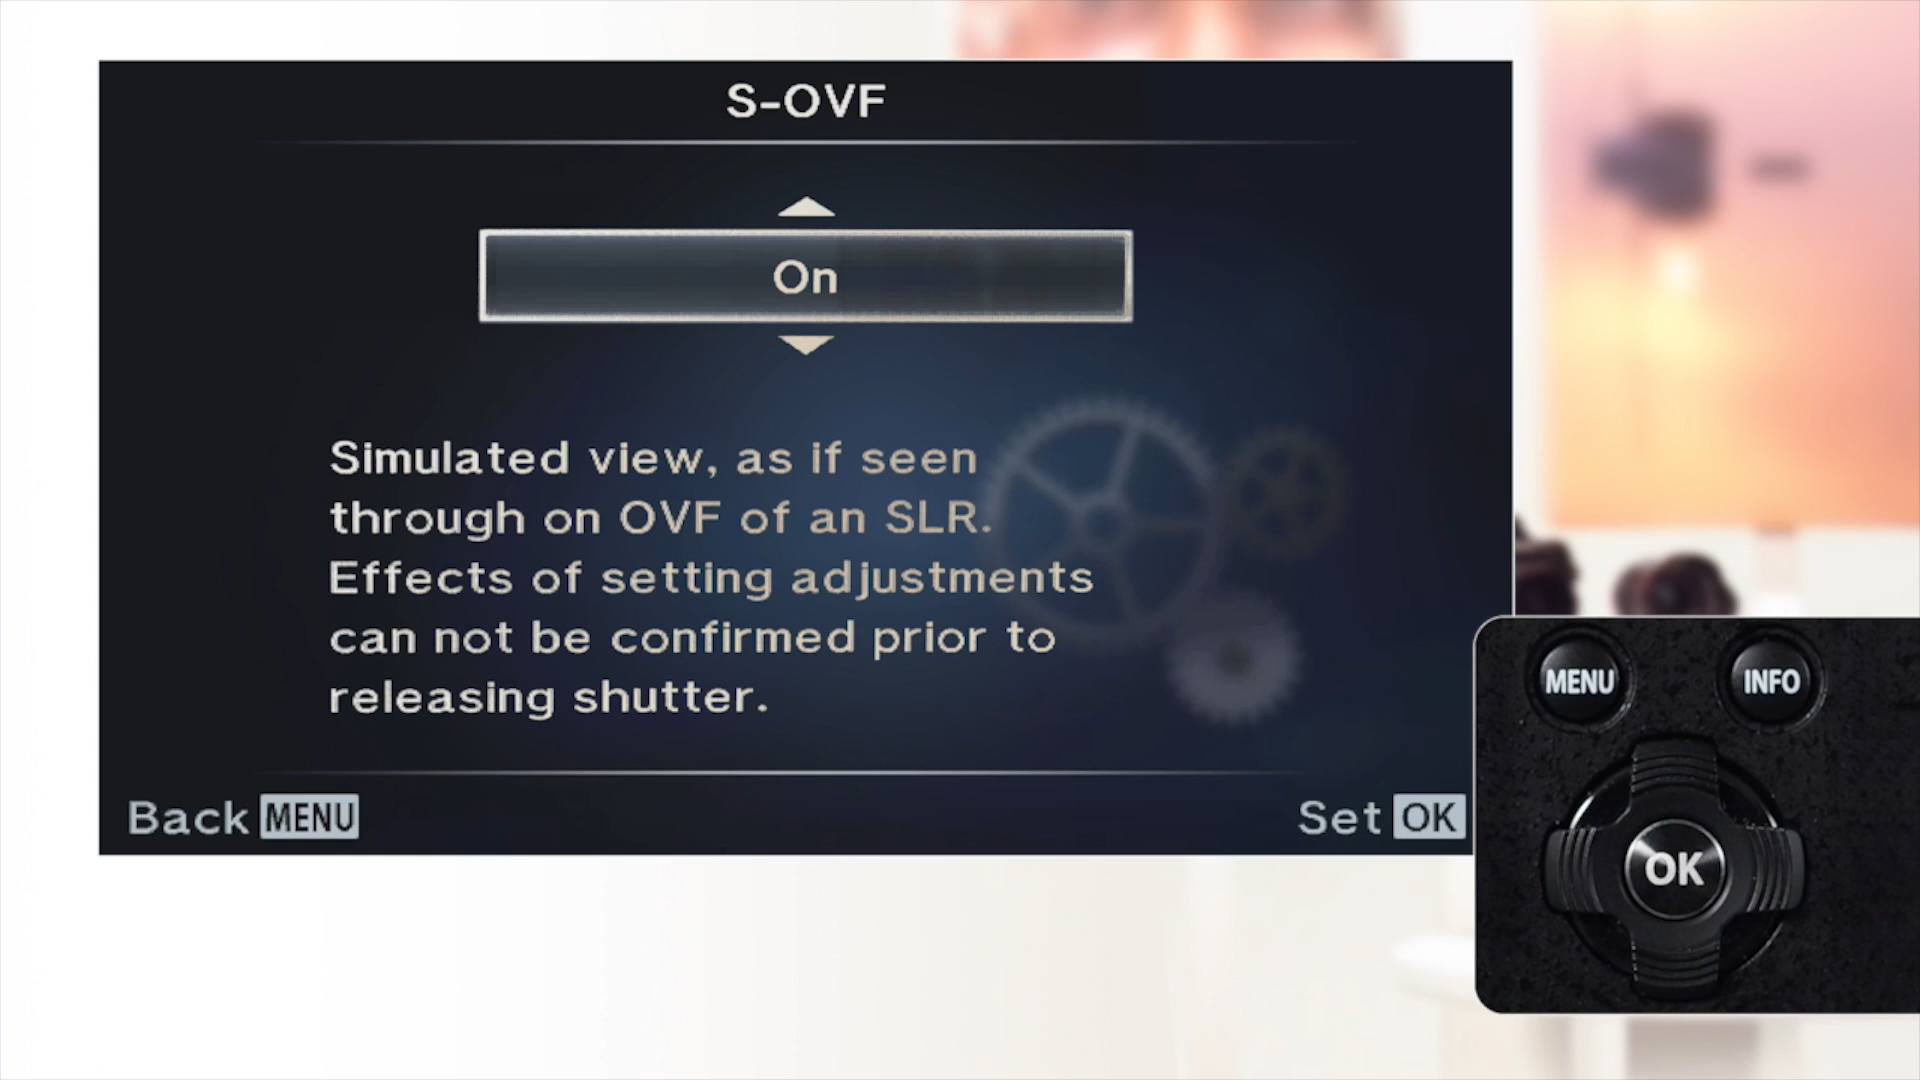 S-OVF
On
Simulated view, as if seen
through on OVF of an SLR.
Effects of setting adjustments
can not be confirmed prior to
releasing shutter.
Back MENU
Set OK
MENU
INFO
OK